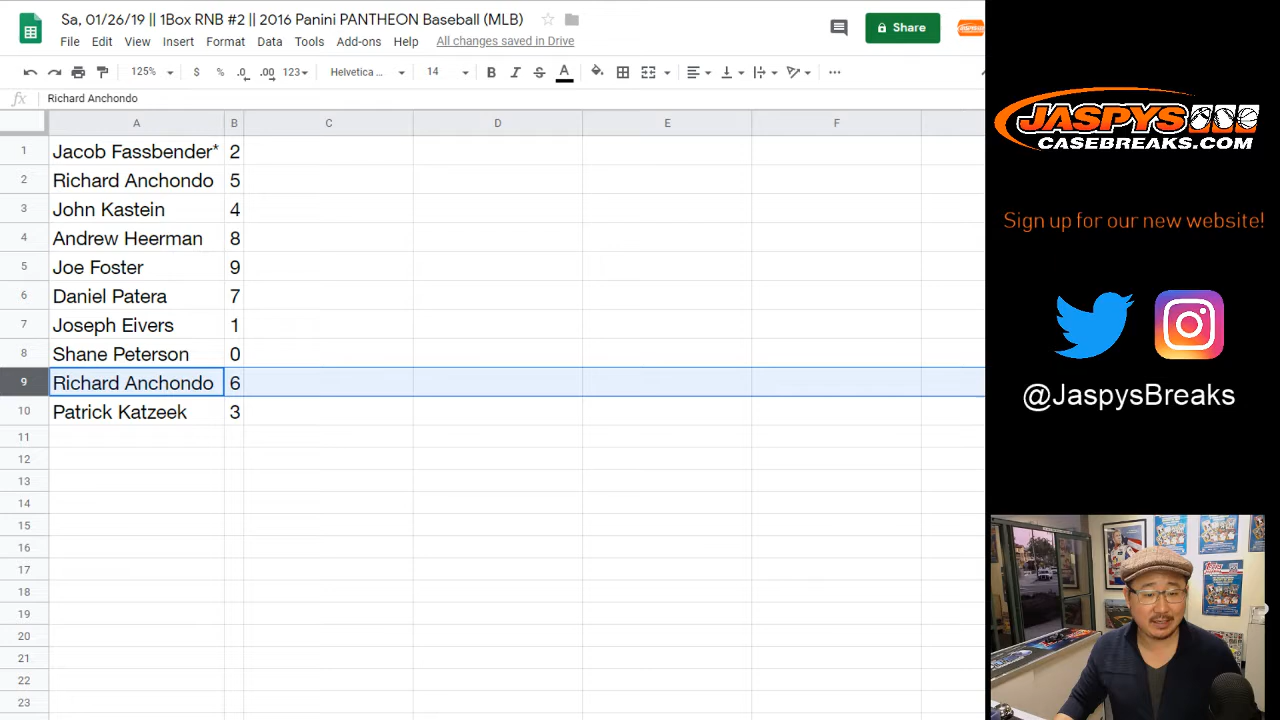 Sa, 01/26/19 || 1Box RNB #2 || 2016 Panini PANTHEON Baseball (MLB)
File Edit View Insert Format Data Tools Add-ons Help All changes saved in Drive
Share
125% $ % .0 .00 123 Helvetica ... 14 B I S A
fx Richard Anchondo
A B C D E F
1 Jacob Fassbender* 2
2 Richard Anchondo 5
3 John Kastein 4
4 Andrew Heerman 8
5 Joe Foster 9
6 Daniel Patera 7
7 Joseph Eivers 1
8 Shane Peterson 0
9 Richard Anchondo 6
10 Patrick Katzeek 3
11
12
13
14
15
16
17
18
19
20
21
22
23
JASPYS
CASEBREAKS.COM
Sign up for our new website!
@JaspysBreaks